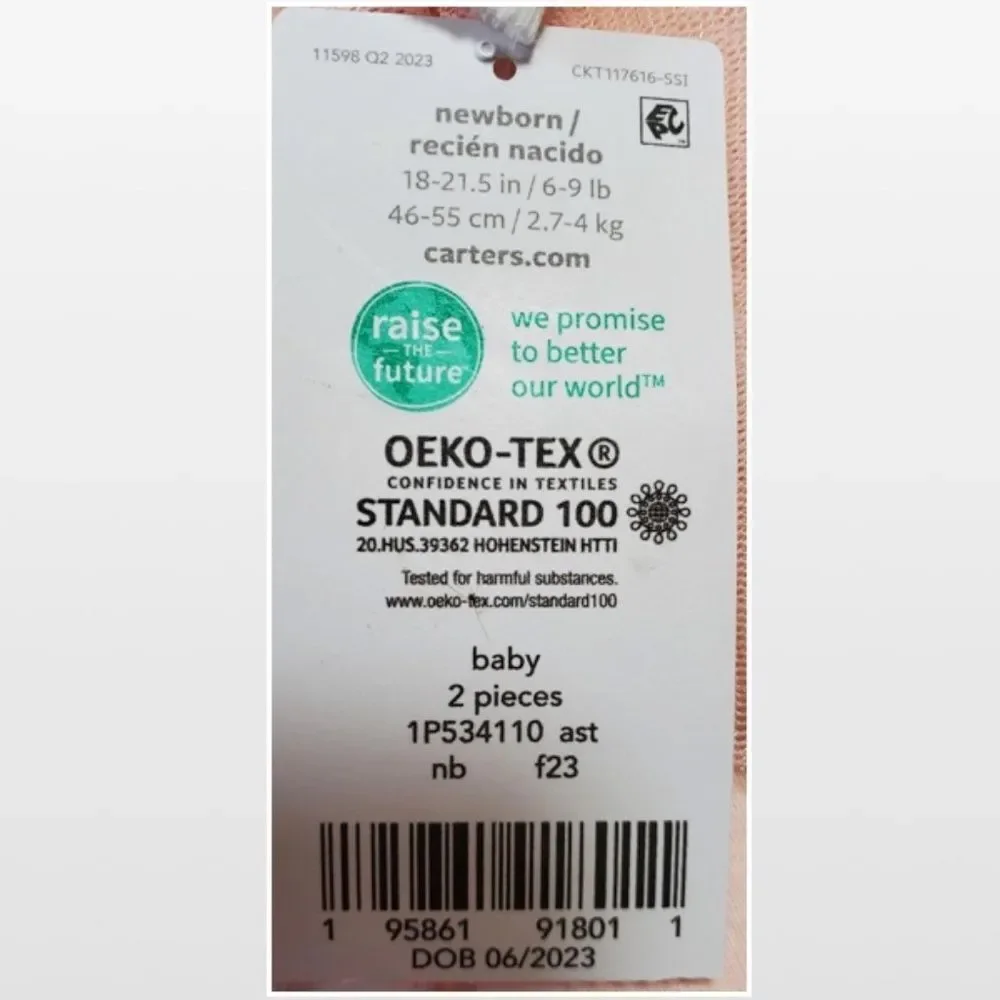 11598 Q2 2023
CKT117616-SSI
newborn /
recién nacido
18-21.5 in / 6-9 lb
46-55 cm / 2.7-4 kg
carters.com
raise
THE
future
we promise
to better
our world™
OEKO-TEX®
CONFIDENCE IN TEXTILES
STANDARD 100
20.HUS.39362 HOHENSTEIN HTTI
Tested for harmful substances.
www.oeko-tex.com/standard100
baby
2 pieces
1P534110 ast
nb f23
1 95861 91801 1
DOB 06/2023